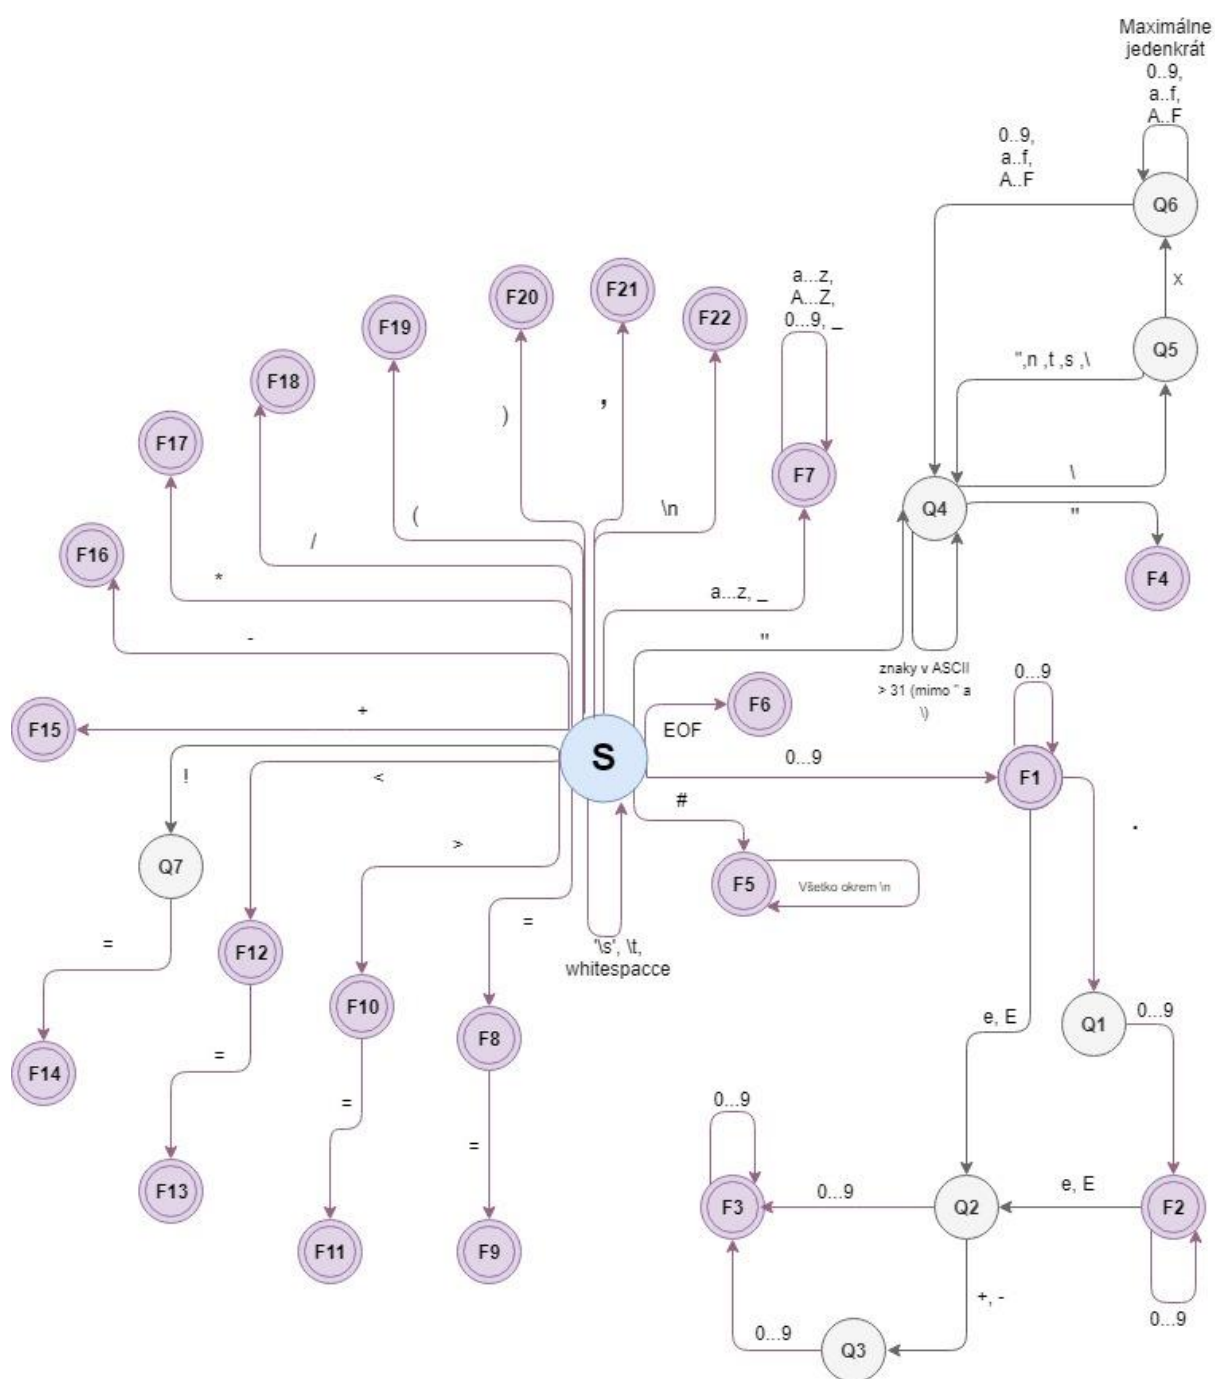 Maximálne
jedenkrát
0..9,
a..f,
A..F
0..9,
a..f,
A..F
Q6
x
Q5
",n ,t ,s ,\
\
Q4
"
F4
znaky v ASCII
> 31 (mimo " a
\)
"
a...z,
A...Z,
0...9, _
F7
a...z, _
F22
\n
F21
,
F20
)
F19
(
F18
/
F17
*
F16
-
F15
+
S
EOF
F6
0...9
F1
0...9
#
F5
Všetko okrem \n
'\s', \t,
whitespacce
!
Q7
=
F14
<
F12
=
F13
>
F10
=
F11
=
F8
=
F9
.
Q1
0...9
e, E
F2
0...9
e, E
Q2
0...9
F3
0...9
+, -
Q3
0...9